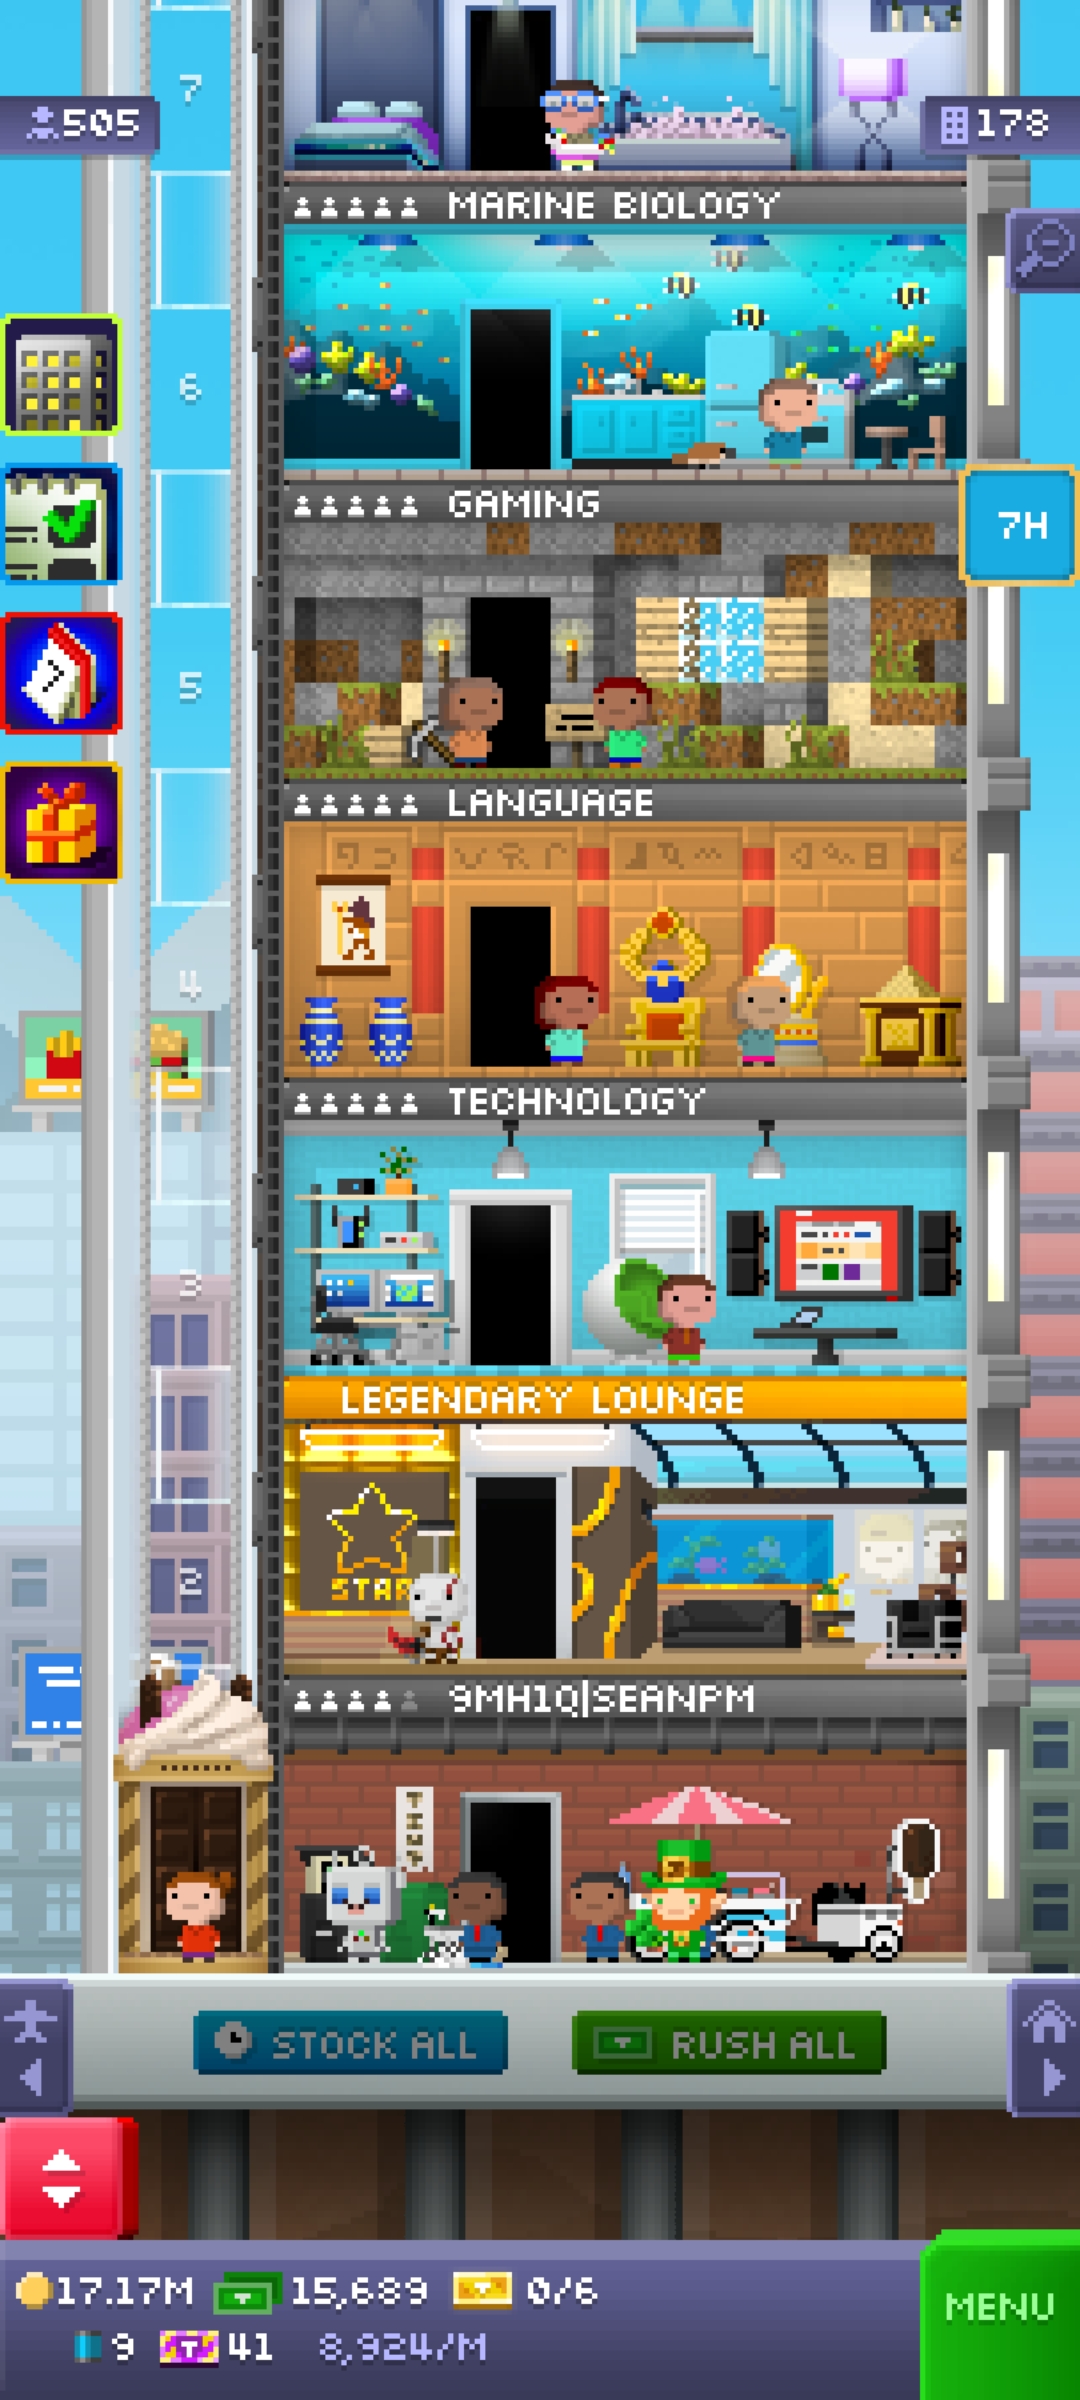 7
505
178
MARINE BIOLOGY
6
GAMING
7H
5
LANGUAGE
4
TECHNOLOGY
3
LEGENDARY LOUNGE
STAR
2
9MH1Q|SEANPM
STOCK ALL
RUSH ALL
17.17M
15,689
0/6
MENU
9
41
8,924/M